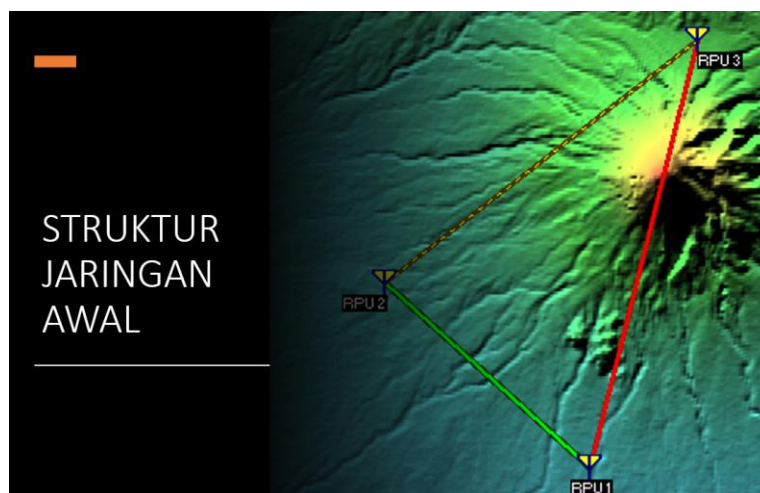 STRUKTUR
JARINGAN
AWAL
RPU 3
RPU 2
RPU 1